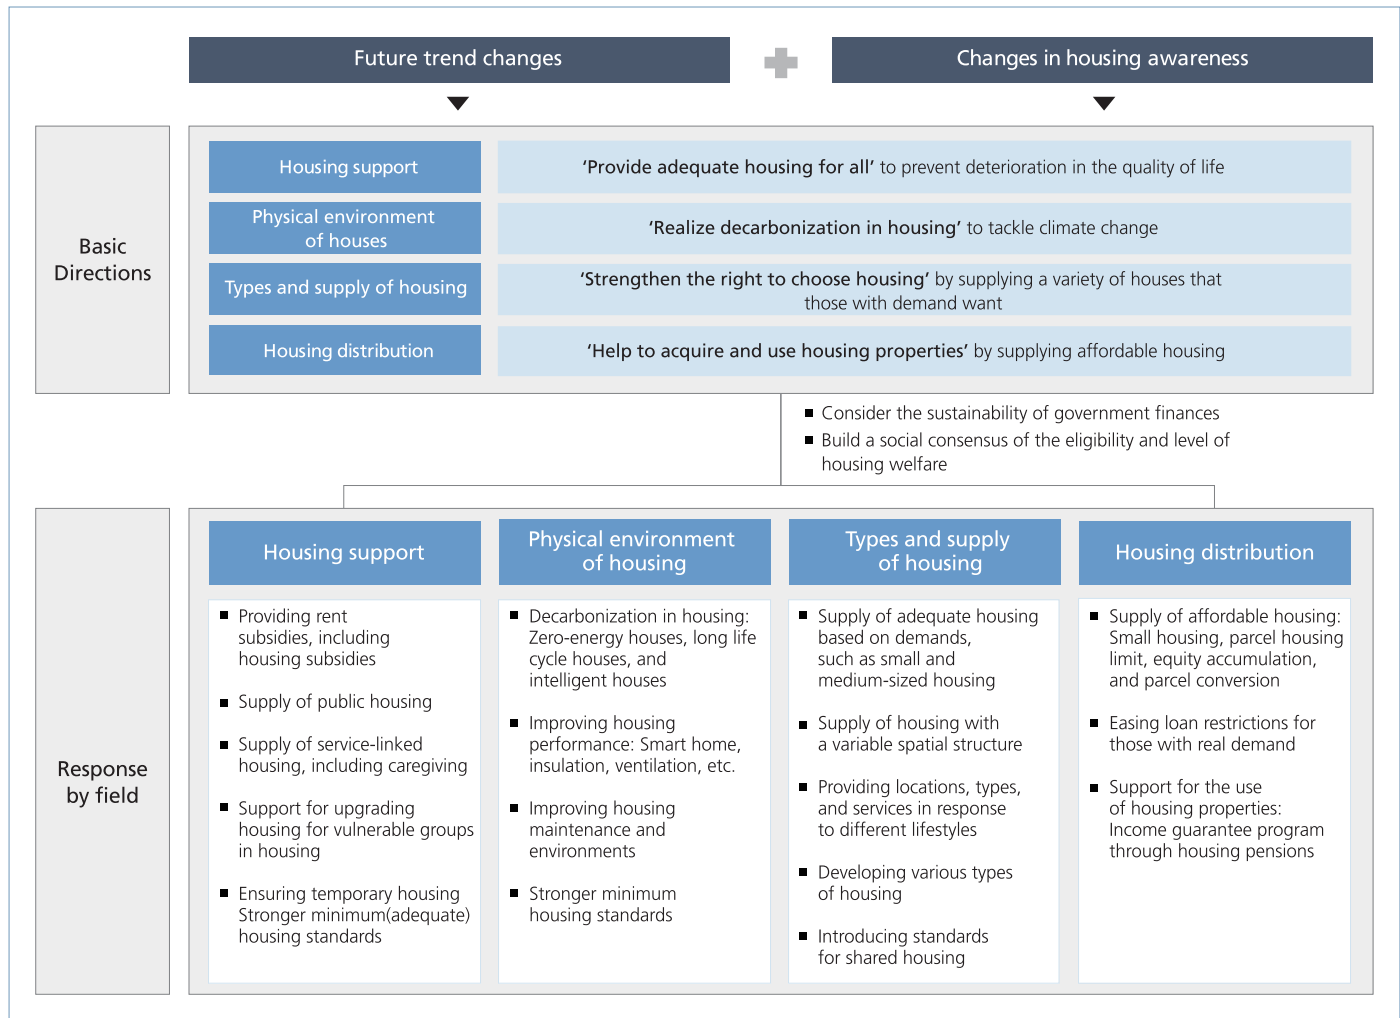 Future trend changes
Changes in housing awareness
Basic
Directions
Housing support
‘Provide adequate housing for all’ to prevent deterioration in the quality of life
Physical environment
of houses
‘Realize decarbonization in housing’ to tackle climate change
Types and supply of housing
‘Strengthen the right to choose housing’ by supplying a variety of houses that
those with demand want
Housing distribution
‘Help to acquire and use housing properties’ by supplying affordable housing
■ Consider the sustainability of government finances
■ Build a social consensus of the eligibility and level of
housing welfare
Response
by field
Housing support
■ Providing rent
subsidies, including
housing subsidies
■ Supply of public housing
■ Supply of service-linked
housing, including caregiving
■ Support for upgrading
housing for vulnerable groups
in housing
■ Ensuring temporary housing
Stronger minimum(adequate)
housing standards
Physical environment
of housing
■ Decarbonization in housing:
Zero-energy houses, long life
cycle houses, and
intelligent houses
■ Improving housing
performance: Smart home,
insulation, ventilation, etc.
■ Improving housing
maintenance and
environments
■ Stronger minimum
housing standards
Types and supply
of housing
■ Supply of adequate housing
based on demands,
such as small and
medium-sized housing
■ Supply of housing with
a variable spatial structure
■ Providing locations, types,
and services in response
to different lifestyles
■ Developing various types
of housing
■ Introducing standards
for shared housing
Housing distribution
■ Supply of affordable housing:
Small housing, parcel housing
limit, equity accumulation,
and parcel conversion
■ Easing loan restrictions for
those with real demand
■ Support for the use
of housing properties:
Income guarantee program
through housing pensions